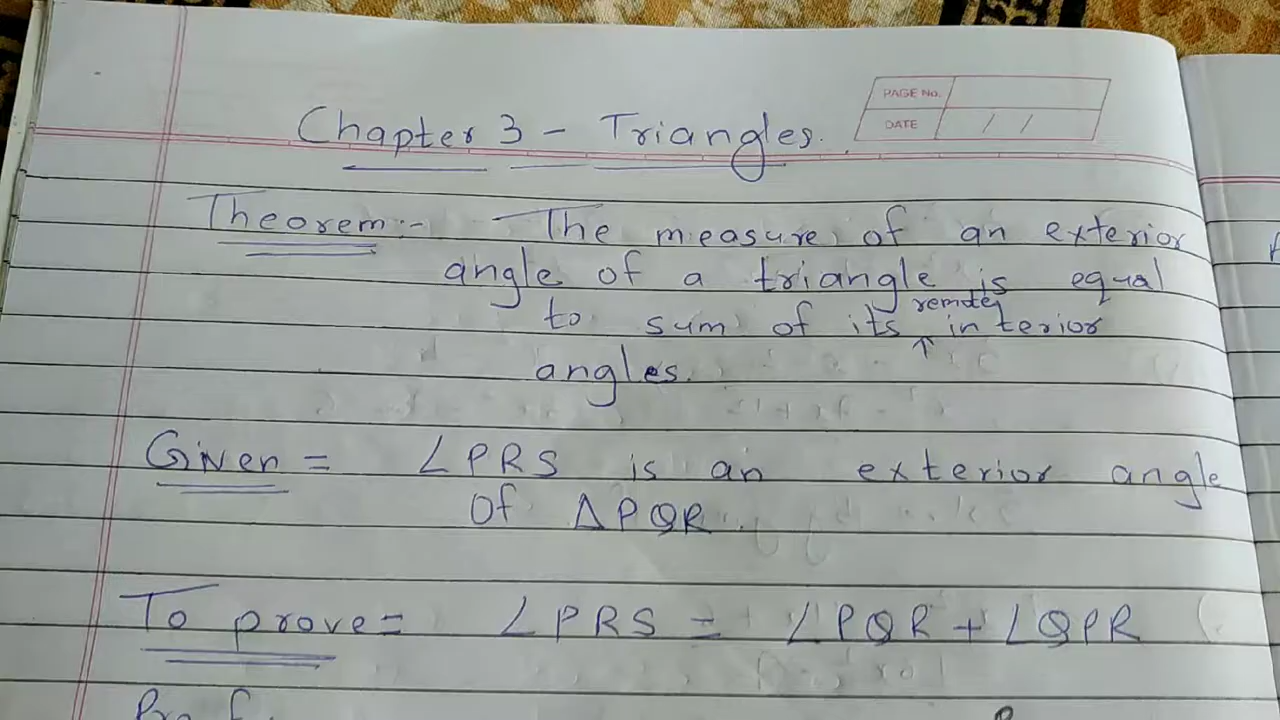 PAGE No.
DATE / /
Chapter 3 - Triangles.
Theorem:- The measure of an exterior
angle of a triangle is equal
remote
to sum of its interior
angles.
Given = ∠PRS is an exterior angle
Of ΔPQR.
To prove = ∠PRS = ∠PQR + ∠QPR